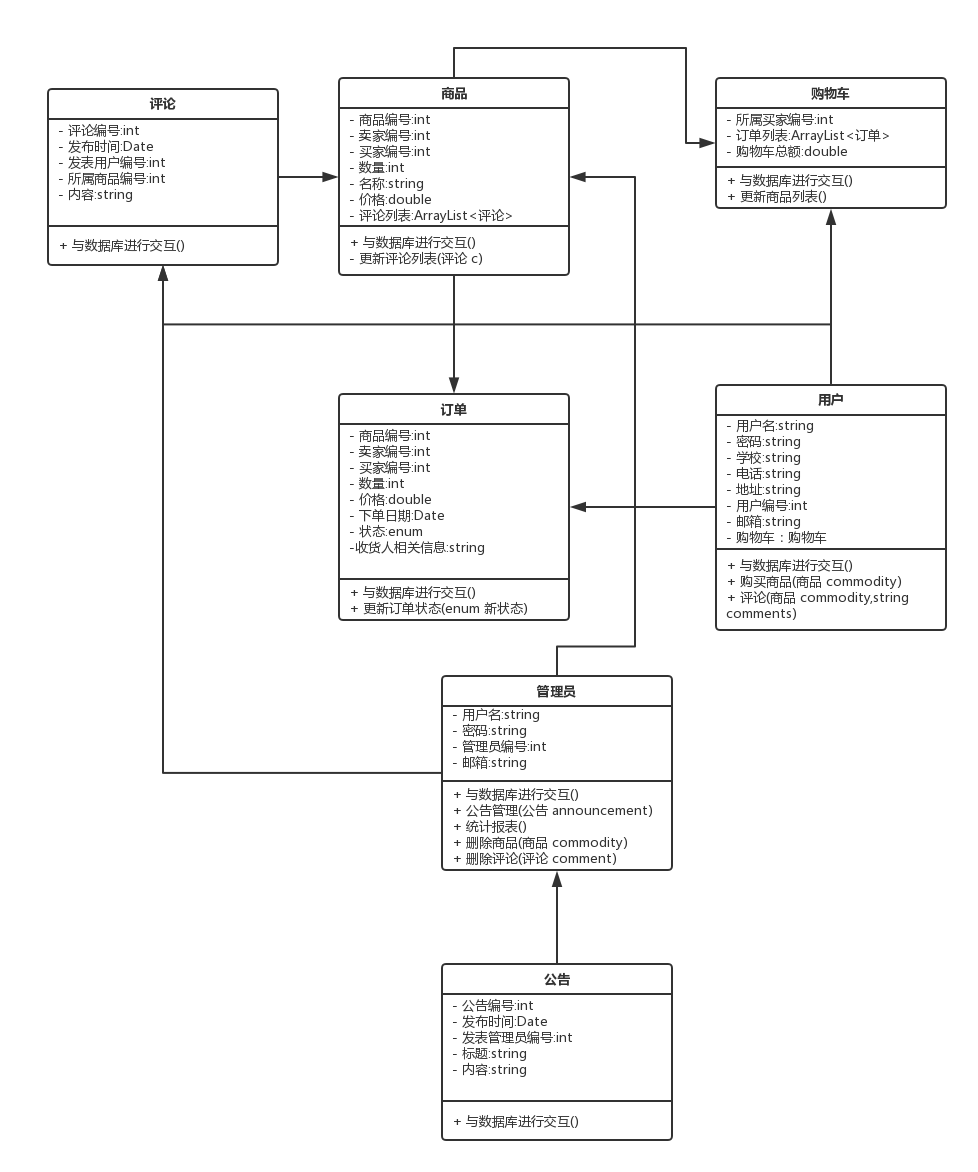 评论
- 评论编号:int
- 发布时间:Date
- 发表用户编号:int
- 所属商品编号:int
- 内容:string
+ 与数据库进行交互()
商品
- 商品编号:int
- 卖家编号:int
- 买家编号:int
- 数量:int
- 名称:string
- 价格:double
- 评论列表:ArrayList<评论>
+ 与数据库进行交互()
- 更新评论列表(评论 c)
购物车
- 所属买家编号:int
- 订单列表:ArrayList<订单>
- 购物车总额:double
+ 与数据库进行交互()
+ 更新商品列表()
订单
- 商品编号:int
- 卖家编号:int
- 买家编号:int
- 数量:int
- 价格:double
- 下单日期:Date
- 状态:enum
-收货人相关信息:string
+ 与数据库进行交互()
+ 更新订单状态(enum 新状态)
用户
- 用户名:string
- 密码:string
- 学校:string
- 电话:string
- 地址:string
- 用户编号:int
- 邮箱:string
- 购物车：购物车
+ 与数据库进行交互()
+ 购买商品(商品 commodity)
+ 评论(商品 commodity,string
comments)
管理员
- 用户名:string
- 密码:string
- 管理员编号:int
- 邮箱:string
+ 与数据库进行交互()
+ 公告管理(公告 announcement)
+ 统计报表()
+ 删除商品(商品 commodity)
+ 删除评论(评论 comment)
公告
- 公告编号:int
- 发布时间:Date
- 发表管理员编号:int
- 标题:string
- 内容:string
+ 与数据库进行交互()